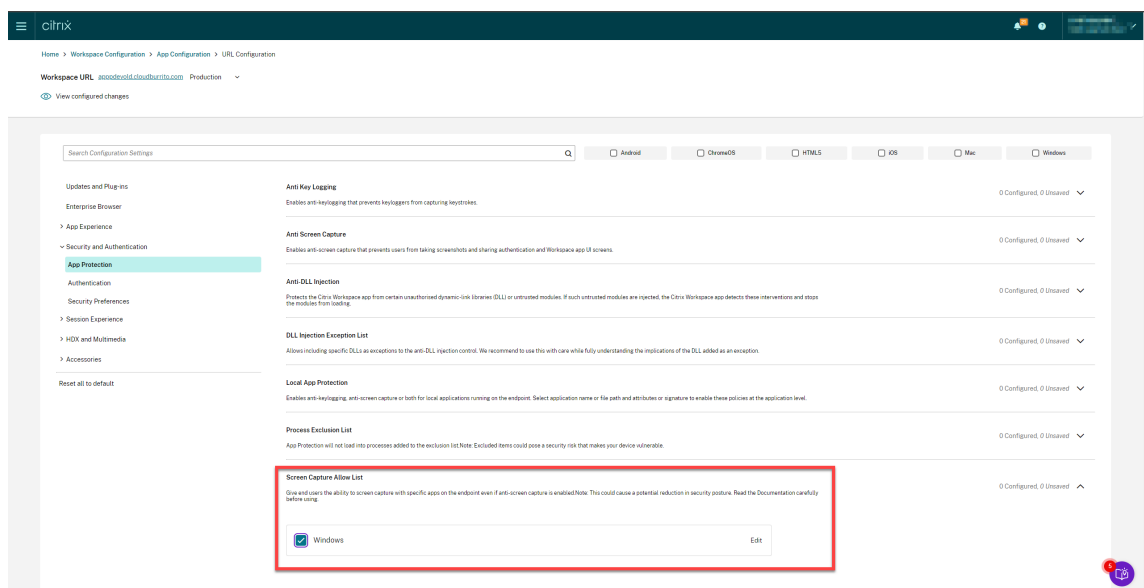 citrix
Home > Workspace Configuration > App Configuration > URL Configuration
Workspace URL apppdevold.cloudburrito.com Production
View configured changes
Search Configuration Settings
Android
ChromeOS
HTML5
iOS
Mac
Windows
Updates and Plug-ins
Enterprise Browser
App Experience
Security and Authentication
App Protection
Authentication
Security Preferences
Session Experience
HDX and Multimedia
Accessories
Reset all to default
Anti Key Logging
0 Configured, 0 Unsaved
Enables anti-keylogging that prevents keyloggers from capturing keystrokes.
Anti Screen Capture
0 Configured, 0 Unsaved
Enables anti-screen capture that prevents users from taking screenshots and sharing authentication and Workspace app UI screens.
Anti-DLL Injection
0 Configured, 0 Unsaved
Protects the Citrix Workspace app from certain unauthorised dynamic-link libraries (DLL) or untrusted modules. If such untrusted modules are injected, the Citrix Workspace app detects these interventions and stops
the modules from loading.
DLL Injection Exception List
0 Configured, 0 Unsaved
Allows including specific DLLs as exceptions to the anti-DLL injection control. We recommend to use this with care while fully understanding the implications of the DLL added as an exception.
Local App Protection
0 Configured, 0 Unsaved
Enables anti-keylogging, anti-screen capture or both for local applications running on the endpoint. Select application name or file path and attributes or signature to enable these policies at the application level.
Process Exclusion List
0 Configured, 0 Unsaved
App Protection will not load into processes added to the exclusion list.Note: Excluded items could pose a security risk that makes your device vulnerable.
Screen Capture Allow List
0 Configured, 0 Unsaved
Give end users the ability to screen capture with specific apps on the endpoint even if anti-screen capture is enabled.Note: This could cause a potential reduction in security posture. Read the Documentation carefully
before using.
Windows
Edit
5